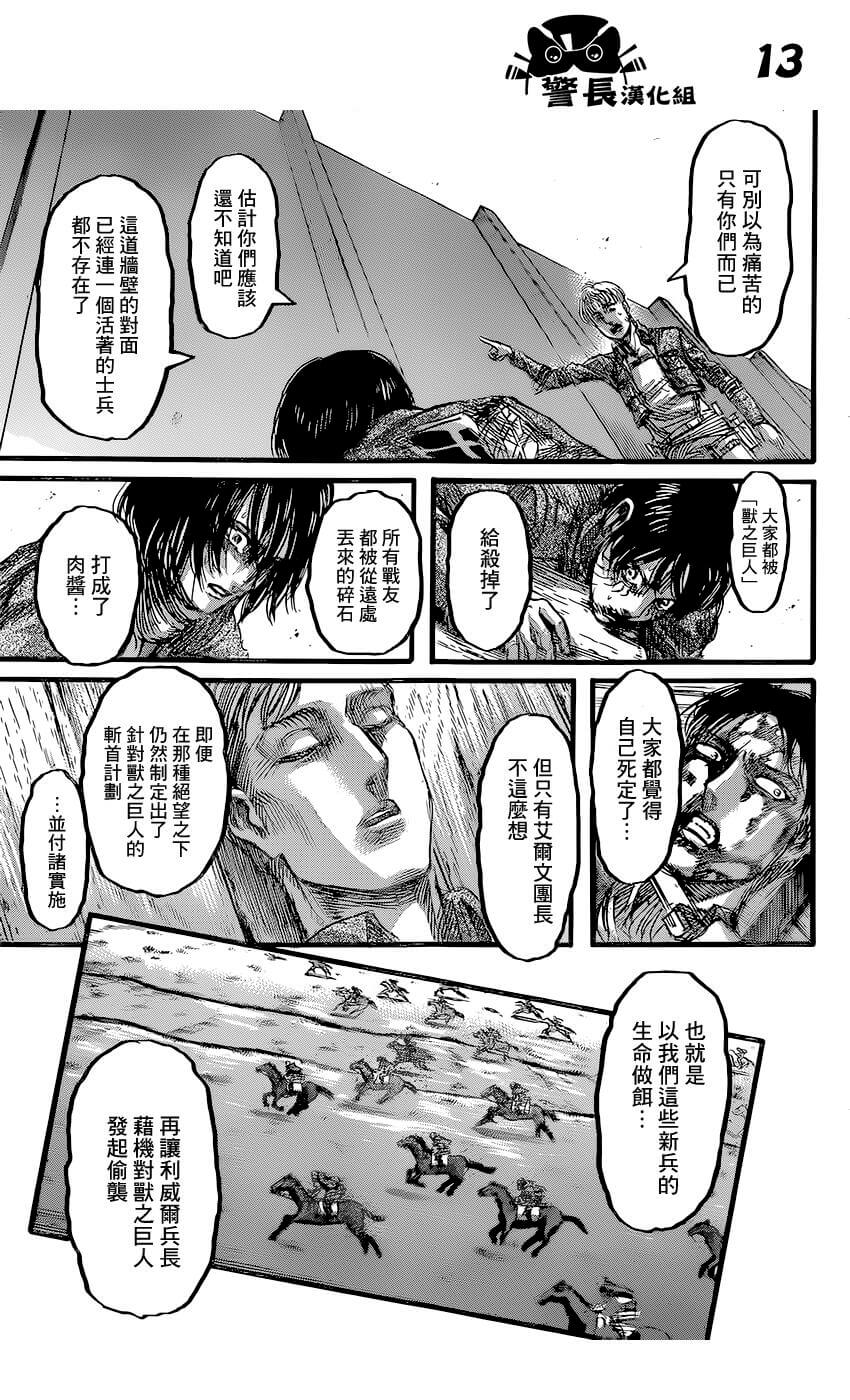 警長漢化組
13
可別以為痛苦的
只有你們而已
估計你們應該
還不知道吧
這道牆壁的對面
已經連一個活著的士兵
都不存在了
大家都被
「獸之巨人」
給殺掉了
所有戰友
都被從遠處
丟來的碎石
打成了
肉醬…
大家都覺得
自己死定了…
但只有艾爾文團長
不這麼想
即便
在那種絕望之下
仍然制定出了
針對獸之巨人的
斬首計劃
…並付諸實施
也就是
以我們這些新兵的
生命做餌…
再讓利威爾兵長
藉機對獸之巨人
發起偷襲